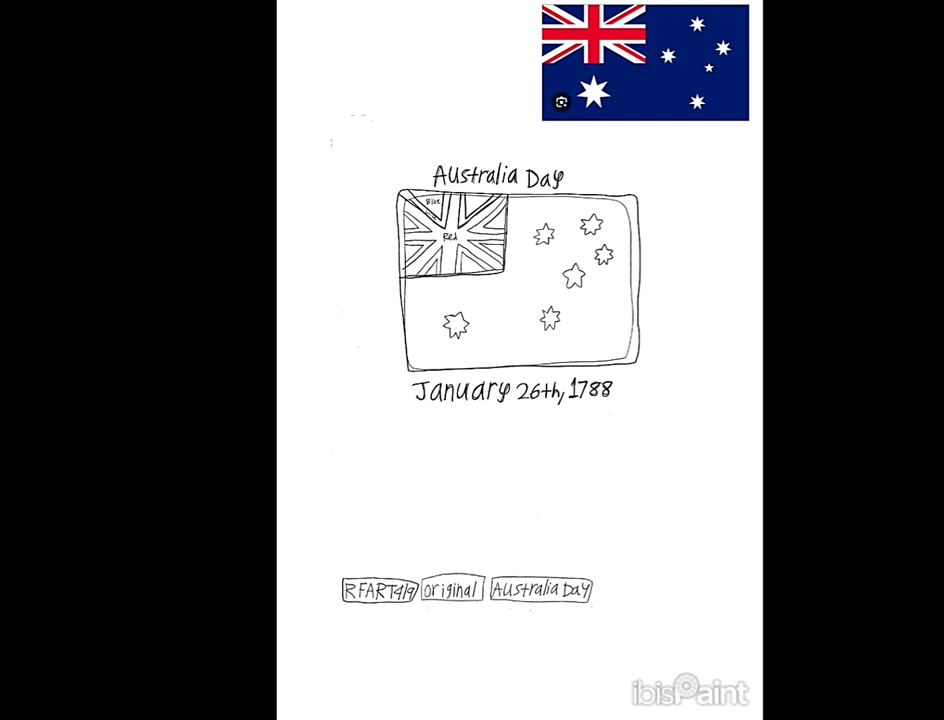 Australia Day
Blue
Red
January 26th, 1788
RFART419 original Australia Day
ibisPaint